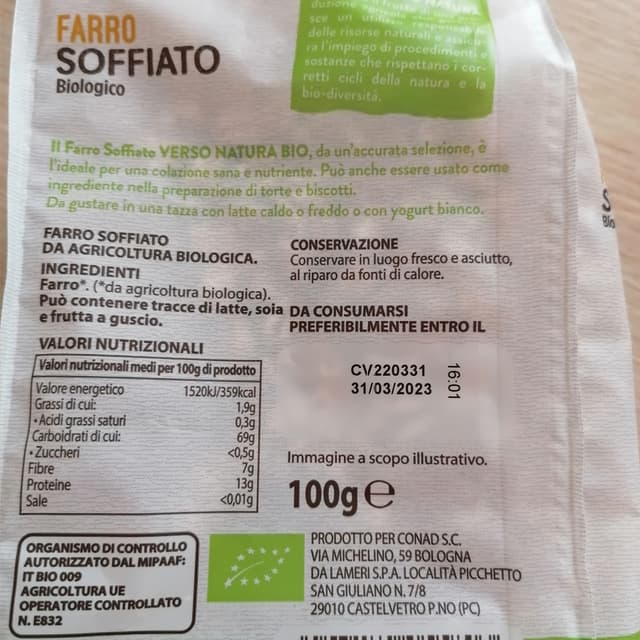 FARRO
SOFFIATO
Biologico
delle risorse naturali e
ra l'impiego di procedimenti e
sostanze che rispettano i cor-
retti cicli della natura e la
bio-diversità.
Il Farro Soffiato VERSO NATURA BIO, da un'accurata selezione, è
l'ideale per una colazione sana e nutriente. Può anche essere usato come
ingrediente nella preparazione di torte e biscotti.
Da gustare in una tazza con latte caldo o freddo o con yogurt bianco.
FARRO SOFFIATO
DA AGRICOLTURA BIOLOGICA.
INGREDIENTI
Farro*. (*da agricoltura biologica).
Può contenere tracce di latte, soia
e frutta a guscio.
VALORI NUTRIZIONALI
Valori nutrizionali medi per 100g di prodotto
Valore energetico 1520kJ/359kcal
Grassi di cui: 1,9g
• Acidi grassi saturi 0,3g
Carboidrati di cui: 69g
• Zuccheri <0,5g
Fibre 7g
Proteine 13g
Sale <0,01g
CONSERVAZIONE
Conservare in luogo fresco e asciutto,
al riparo da fonti di calore.
DA CONSUMARSI
PREFERIBILMENTE ENTRO IL
CV220331
31/03/2023
16:01
Immagine a scopo illustrativo.
100g e
ORGANISMO DI CONTROLLO
AUTORIZZATO DAL MIPAAF:
IT BIO 009
AGRICOLTURA UE
OPERATORE CONTROLLATO
N. E832
PRODOTTO PER CONAD S.C.
VIA MICHELINO, 59 BOLOGNA
DA LAMERI S.P.A. LOCALITÀ PICCHETTO
SAN GIULIANO N. 7/8
29010 CASTELVETRO P.NO (PC)
S
Bio